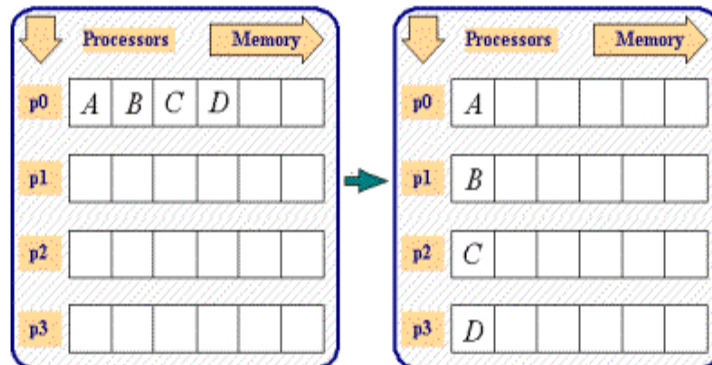 Processors Memory
p0 A B C D
p1
p2
p3
Processors Memory
p0 A
p1 B
p2 C
p3 D